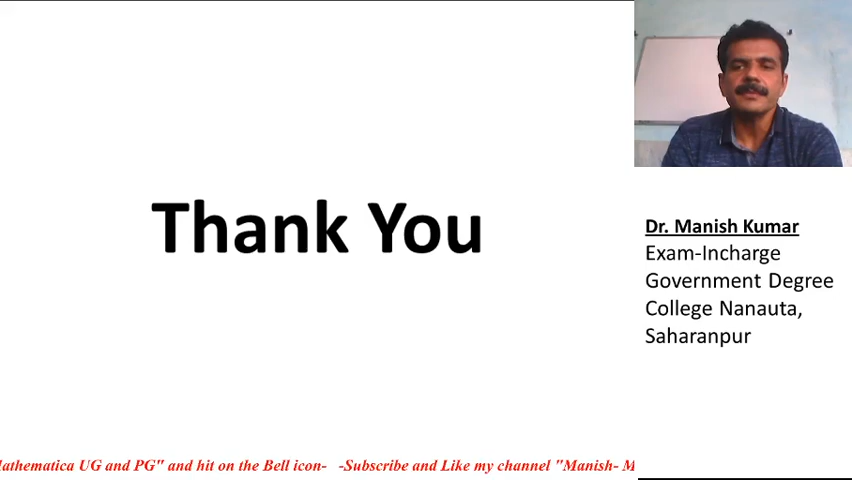 Thank You
Dr. Manish Kumar
Exam-Incharge
Government Degree
College Nanauta,
Saharanpur
Mathematica UG and PG" and hit on the Bell icon- -Subscribe and Like my channel "Manish- M